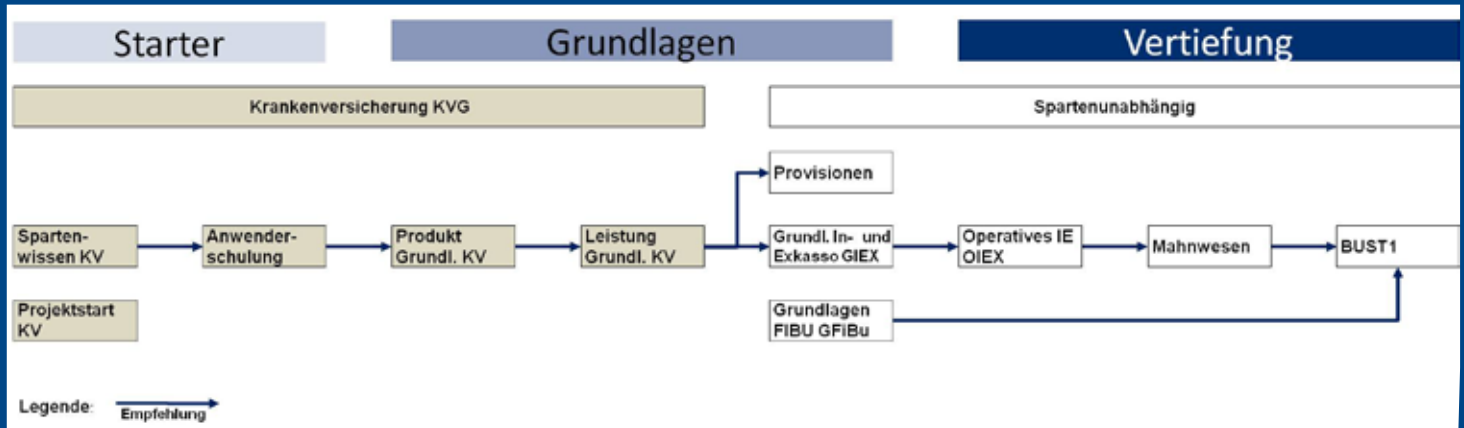 Starter
Grundlagen
Vertiefung
Krankenversicherung KVG
Spartenunabhängig
Provisionen
Sparten-
wissen KV
Anwender-
schulung
Produkt
Grundl. KV
Leistung
Grundl. KV
Grundl. In- und
Exkasso GIEX
Operatives IE
OIEX
Mahnwesen
BUST1
Projektstart
KV
Grundlagen
FIBU GFiBu
Legende:
Empfehlung